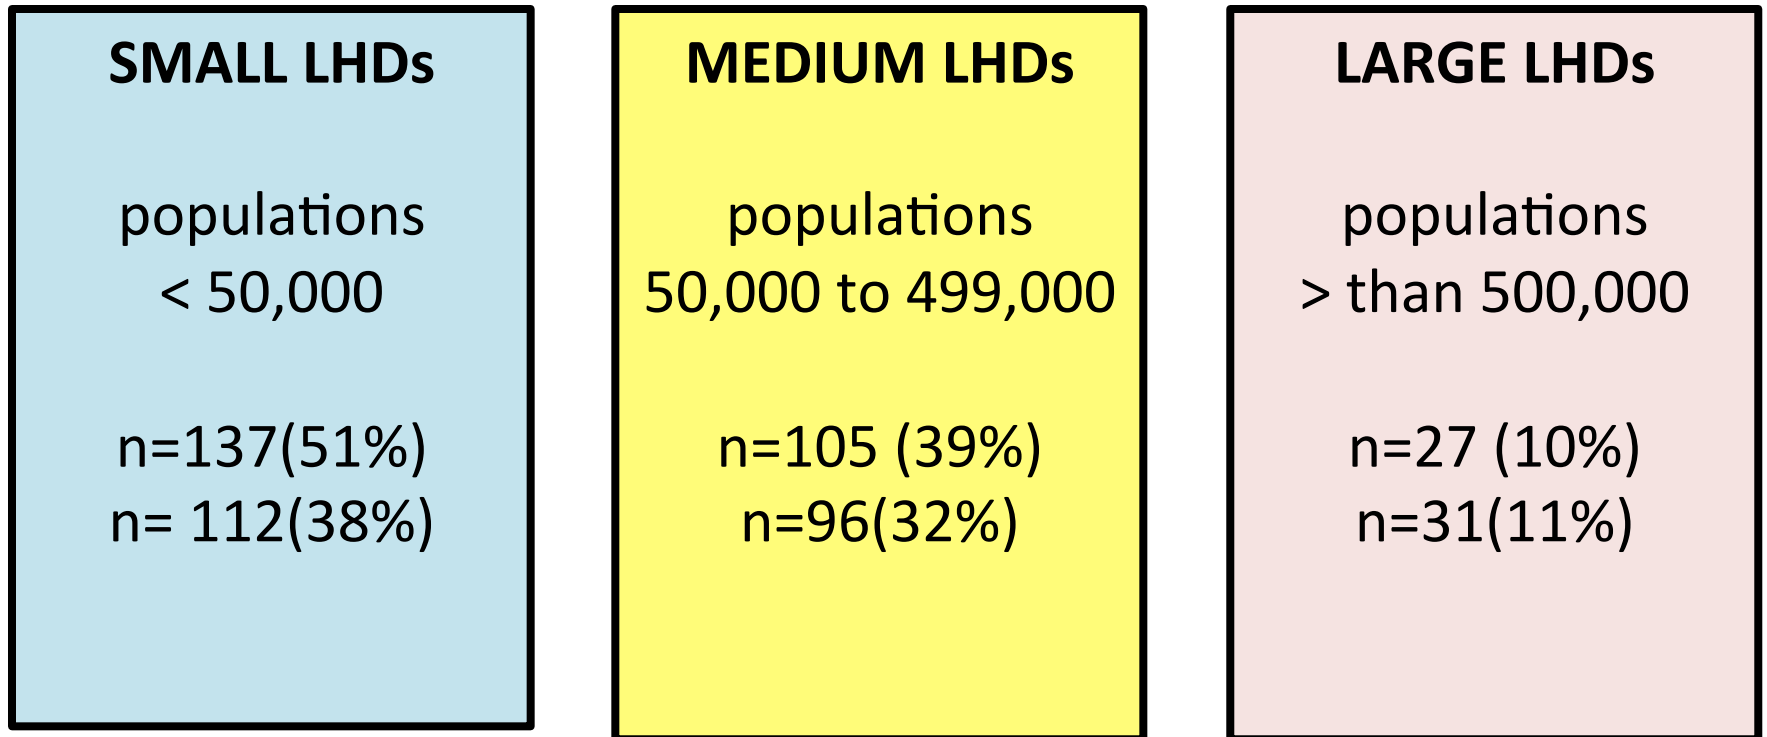 SMALL LHDs
populations
< 50,000
n=137(51%)
n= 112(38%)
MEDIUM LHDs
populations
50,000 to 499,000
n=105 (39%)
n=96(32%)
LARGE LHDs
populations
> than 500,000
n=27 (10%)
n=31(11%)